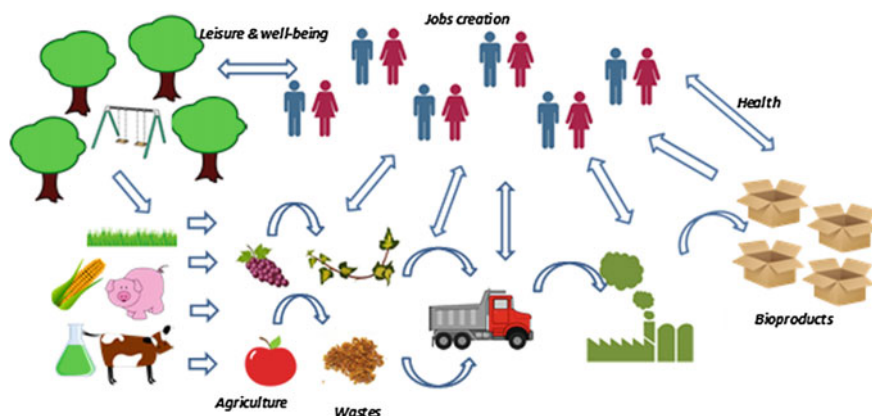 Leisure & well-being
Jobs creation
Health
Bioproducts
Agriculture
Wastes